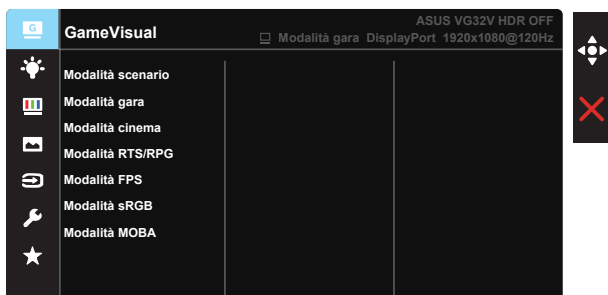 G
GameVisual
ASUS VG32V HDR OFF
Modalità gara DisplayPort 1920x1080@120Hz
Modalità scenario
Modalità gara
Modalità cinema
Modalità RTS/RPG
Modalità FPS
Modalità sRGB
Modalità MOBA